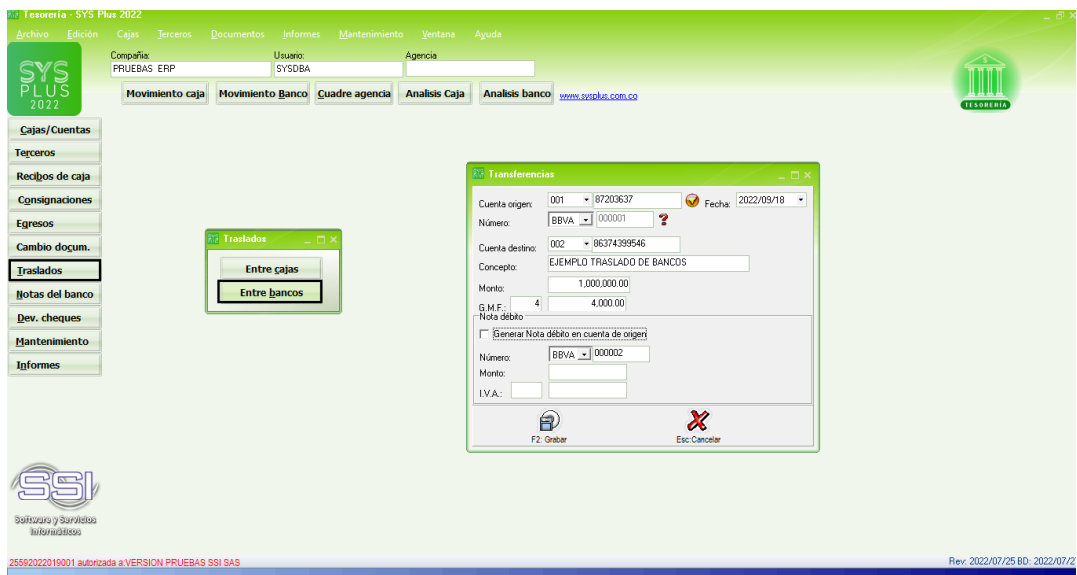 Tesorería - SYS Plus 2022
Archivo Edición Cajas Terceros Documentos Informes Mantenimiento Ventana Ayuda
SYS PLUS 2022
Compañia: Usuario: Agencia
PRUEBAS ERP SYSDBA
Movimiento caja Movimiento Banco Cuadre agencia Analisis Caja Analisis banco www.sysplus.com.co
TESORERÍA
Cajas/Cuentas
Terceros
Recibos de caja
Consignaciones
Egresos
Cambio docum.
Traslados
Notas del banco
Dev. cheques
Mantenimiento
Informes
Traslados
Entre cajas
Entre bancos
Transferencias
Cuenta origen: 001 87203637 Fecha: 2022/09/18
Número: BBVA 000001
Cuenta destino: 002 86374399546
Concepto: EJEMPLO TRASLADO DE BANCOS
Monto: 1,000,000.00
G.M.F.: 4 4,000.00
Nota débito
Generar Nota débito en cuenta de origen
Número: BBVA 000002
Monto:
I.V.A.:
F2: Grabar Esc:Cancelar
SSI
Software y Servicios
Informáticos
25592022019001 autorizada a:VERSION PRUEBAS SSI SAS
Rev: 2022/07/25 BD: 2022/07/2